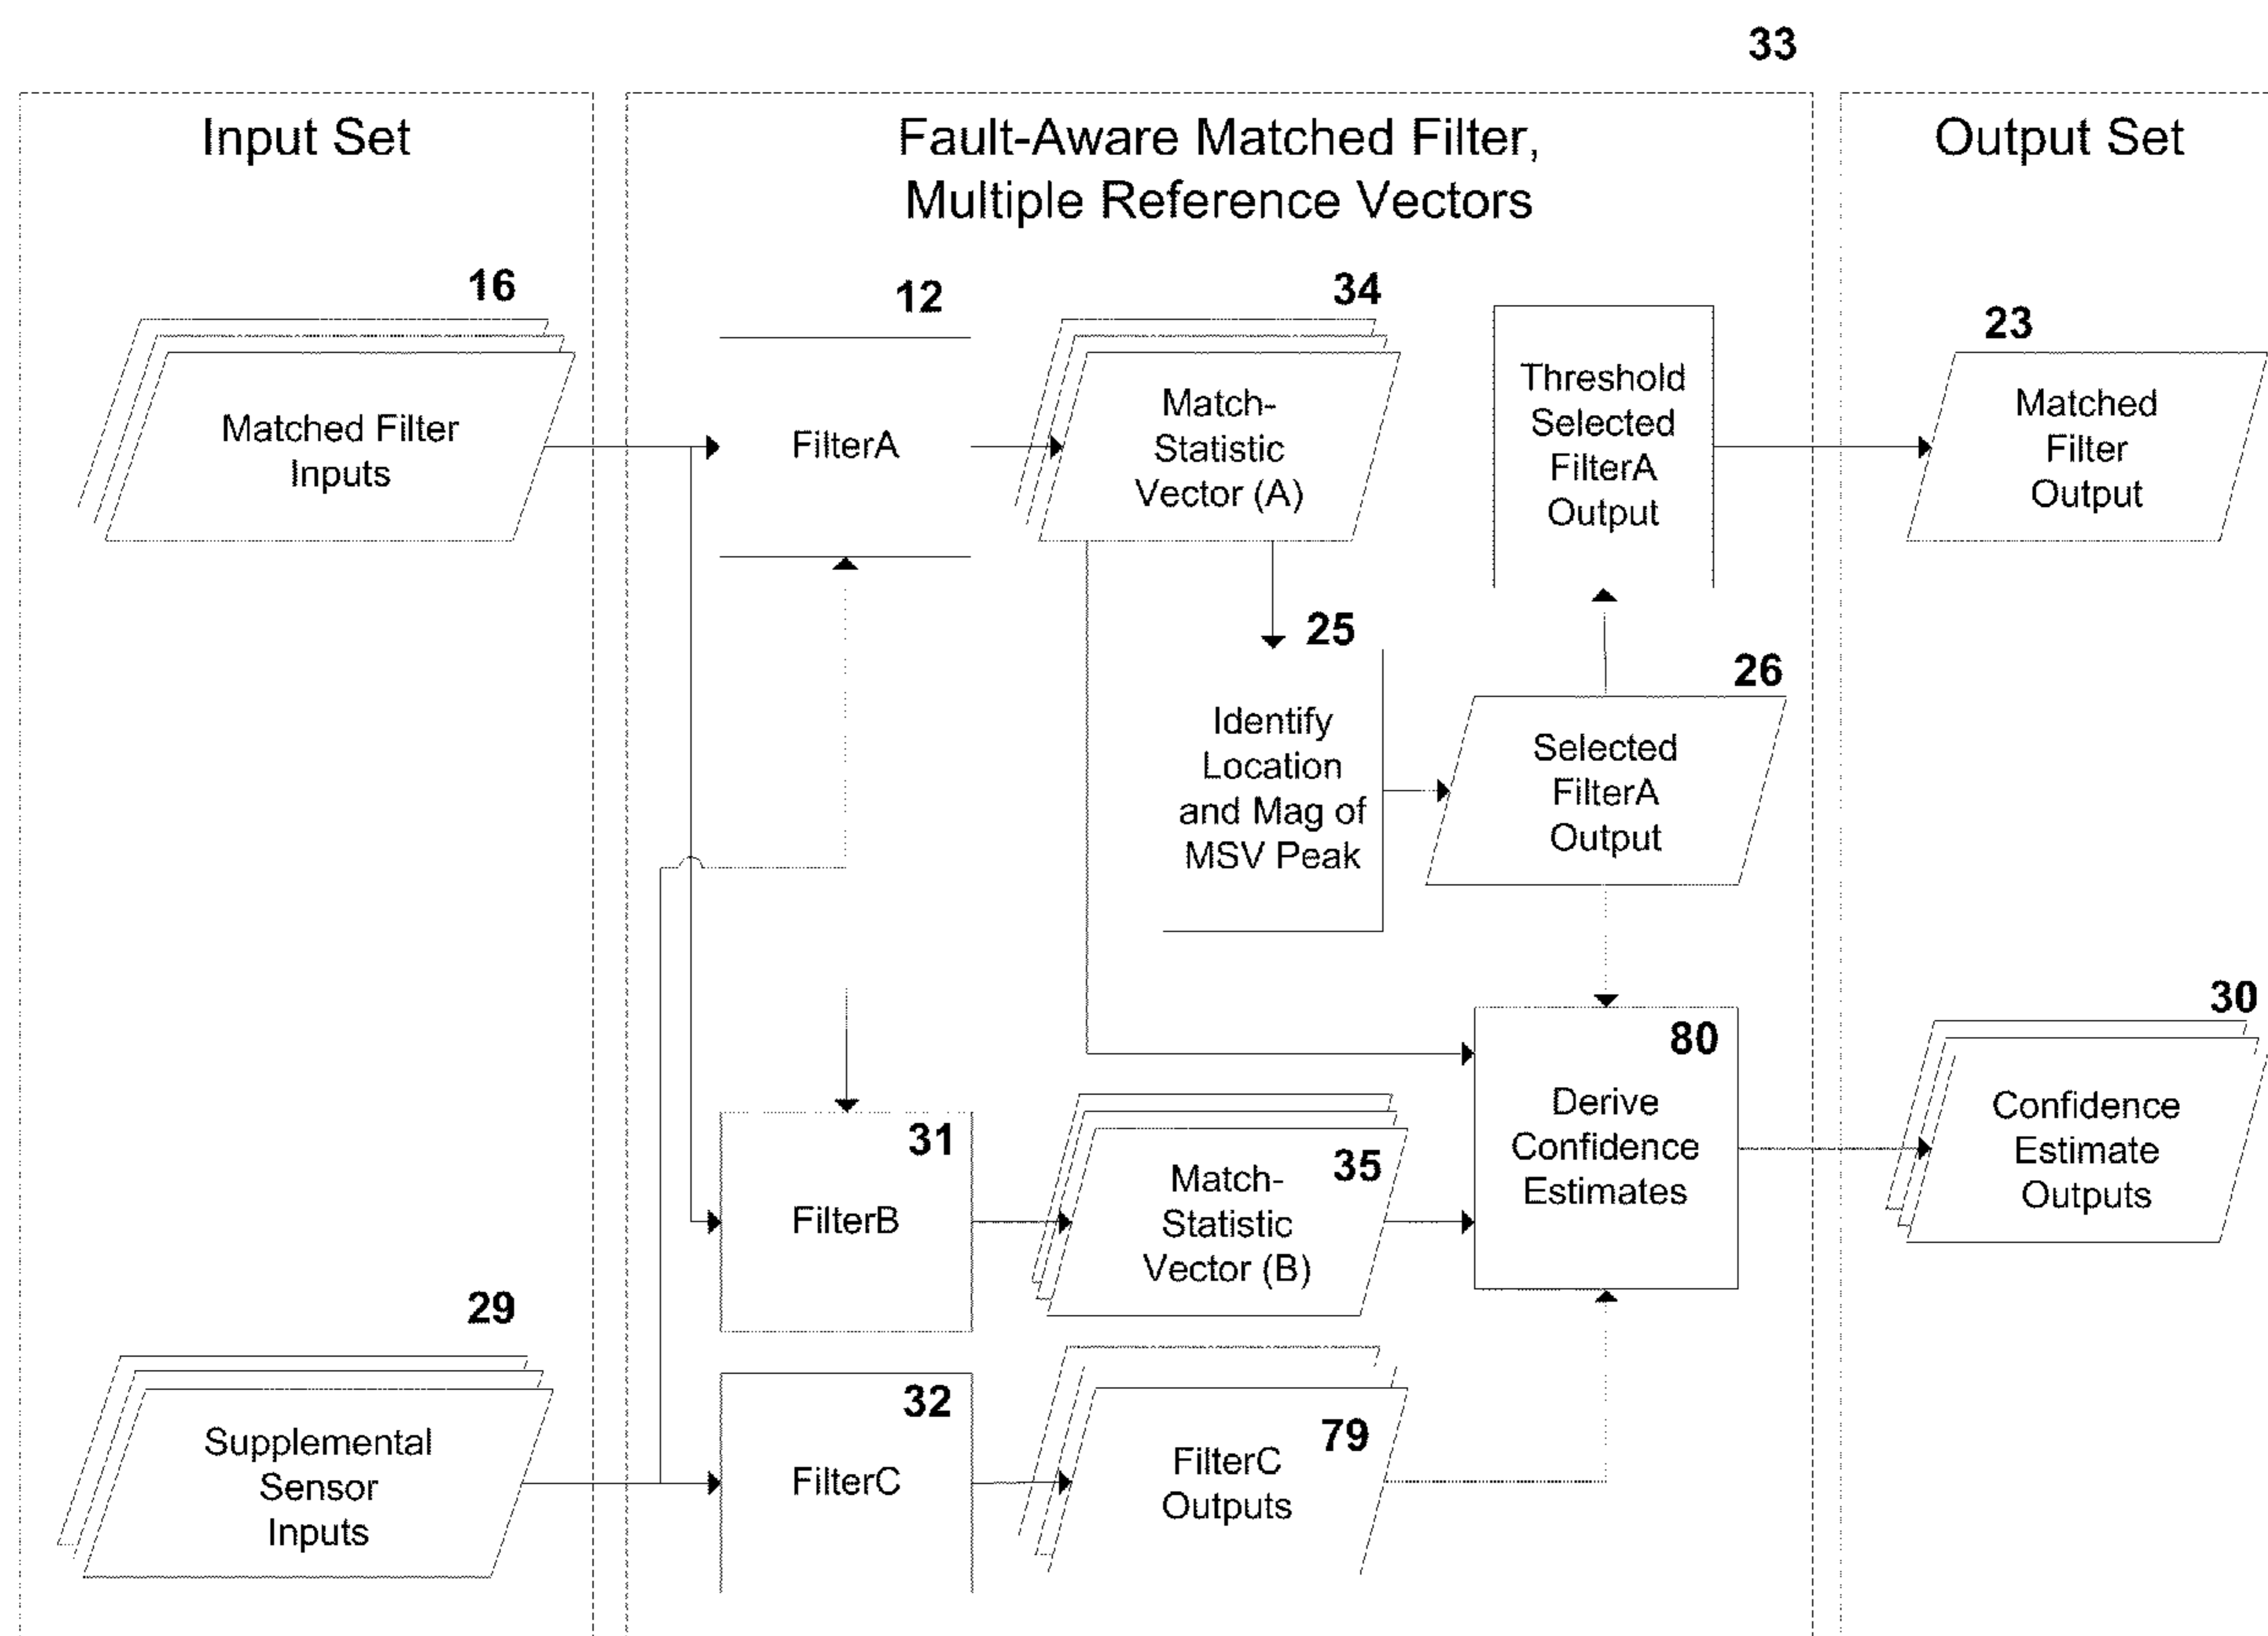 33
Input Set
Fault-Aware Matched Filter,
Multiple Reference Vectors
Output Set
16
Matched Filter
Inputs
12
FilterA
34
Match-
Statistic
Vector (A)
Threshold
Selected
FilterA
Output
23
Matched
Filter
Output
25
Identify
Location
and Mag of
MSV Peak
26
Selected
FilterA
Output
31
FilterB
35
Match-
Statistic
Vector (B)
80
Derive
Confidence
Estimates
30
Confidence
Estimate
Outputs
29
Supplemental
Sensor
Inputs
32
FilterC
79
FilterC
Outputs